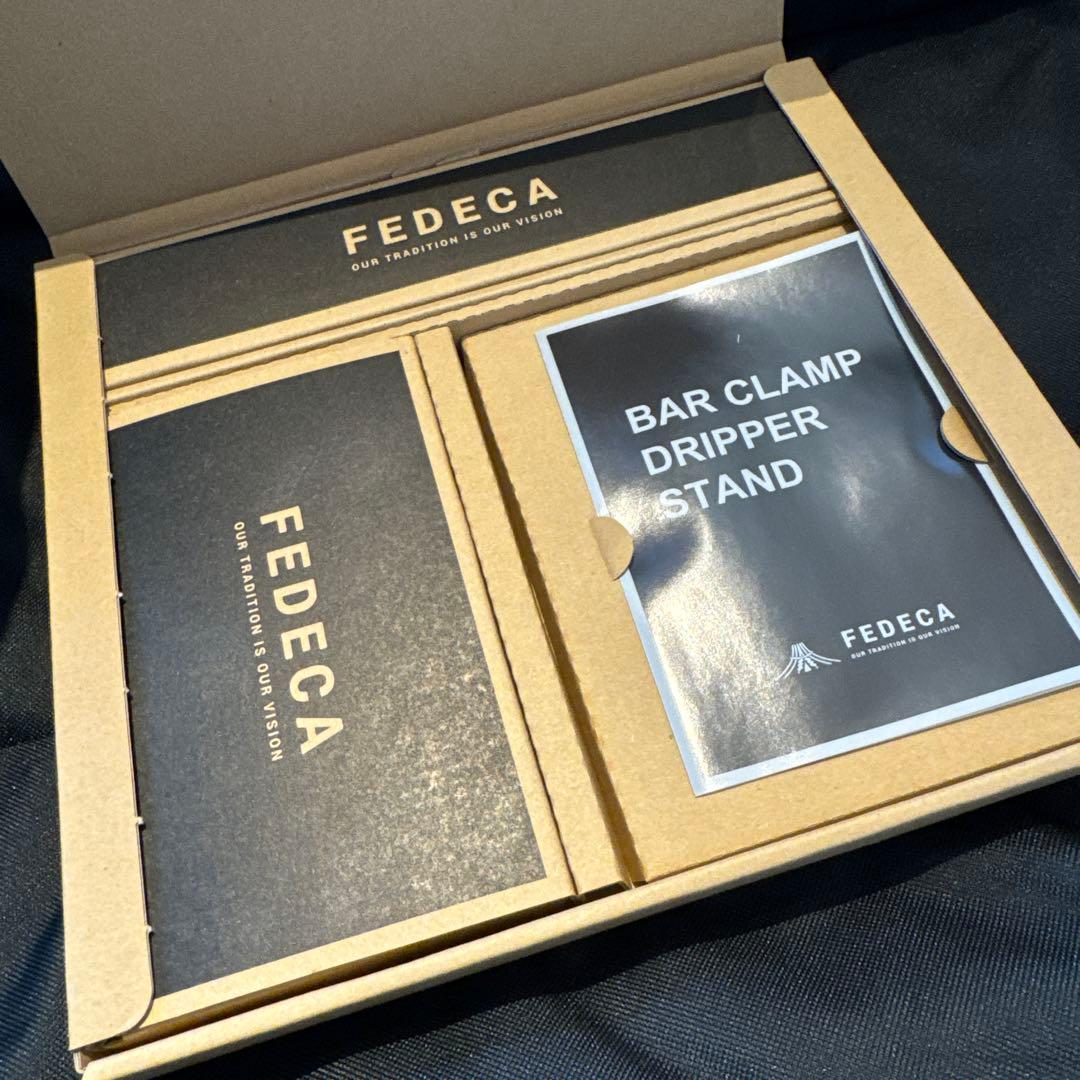 FEDECA
OUR TRADITION IS OUR VISION
FEDECA
OUR TRADITION IS OUR VISION
BAR CLAMP
DRIPPER
STAND
FEDECA
OUR TRADITION IS OUR VISION